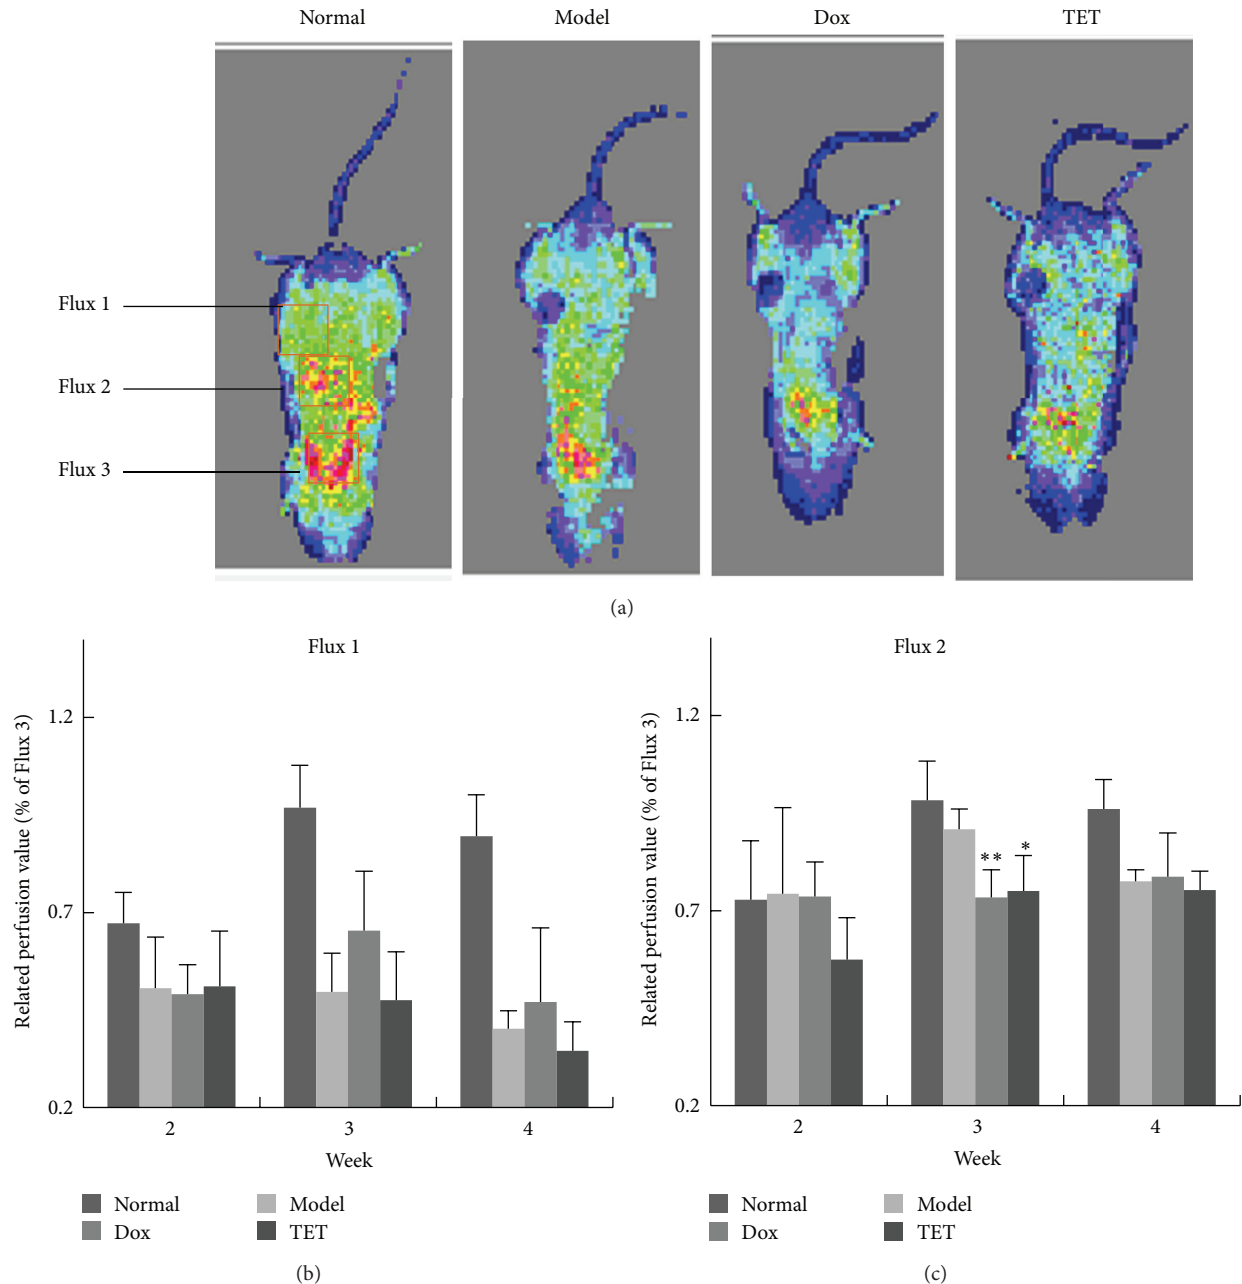 Normal Model Dox TET
Flux 1
Flux 2
Flux 3
(a)
Flux 1
Related perfusion value (% of Flux 3)
1.2
0.7
0.2
2 3 4
Week
Normal Model
Dox TET
(b)
Flux 2
Related perfusion value (% of Flux 3)
1.2
0.7
0.2
** *
2 3 4
Week
Normal Model
Dox TET
(c)